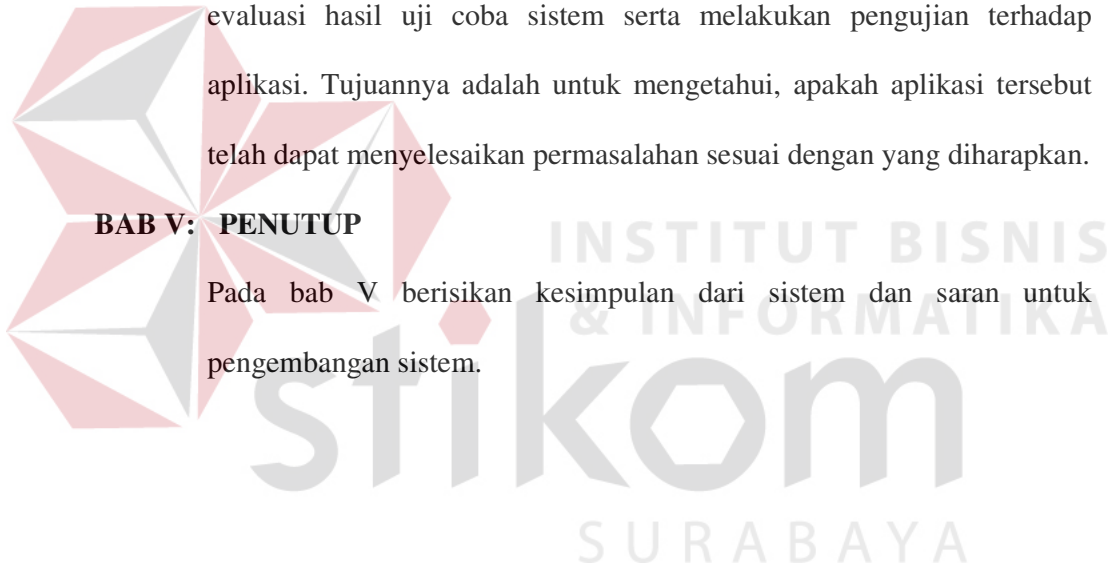 evaluasi hasil uji coba sistem serta melakukan pengujian terhadap
aplikasi. Tujuannya adalah untuk mengetahui, apakah aplikasi tersebut
telah dapat menyelesaikan permasalahan sesuai dengan yang diharapkan.
BAB V: PENUTUP
INSTITUT BISNIS
Pada bab V berisikan kesimpulan dari sistem dan saran untuk
& INFORMATIKA
pengembangan sistem.
stikom
SURABAYA